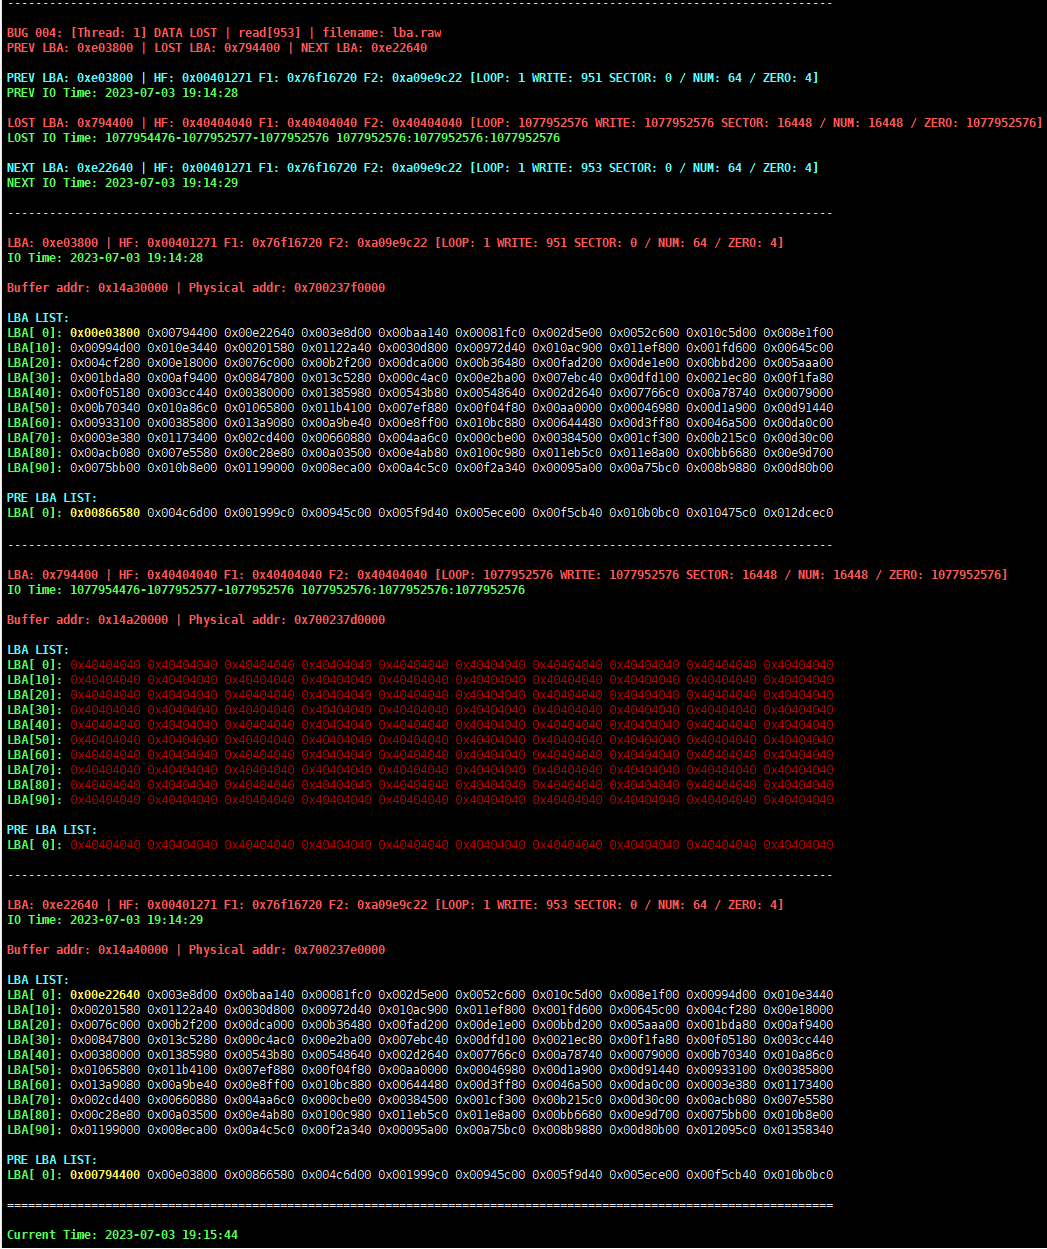 BUG 004: [Thread: 1] DATA LOST | read[953] | filename: lba.raw
PREV LBA: 0xe03800 | LOST LBA: 0x794400 | NEXT LBA: 0xe22640
PREV LBA: 0xe03800 | HF: 0x00401271 F1: 0x76f16720 F2: 0xa09e9c22 [LOOP: 1 WRITE: 951 SECTOR: 0 / NUM: 64 / ZERO: 4]
PREV IO Time: 2023-07-03 19:14:28
LOST LBA: 0x794400 | HF: 0x40404040 F1: 0x40404040 F2: 0x40404040 [LOOP: 1077952576 WRITE: 1077952576 SECTOR: 16448 / NUM: 16448 / ZERO: 1077952576]
LOST IO Time: 1077954476-1077952577-1077952576 1077952576:1077952576:1077952576
NEXT LBA: 0xe22640 | HF: 0x00401271 F1: 0x76f16720 F2: 0xa09e9c22 [LOOP: 1 WRITE: 953 SECTOR: 0 / NUM: 64 / ZERO: 4]
NEXT IO Time: 2023-07-03 19:14:29
LBA: 0xe03800 | HF: 0x00401271 F1: 0x76f16720 F2: 0xa09e9c22 [LOOP: 1 WRITE: 951 SECTOR: 0 / NUM: 64 / ZERO: 4]
IO Time: 2023-07-03 19:14:28
Buffer addr: 0x14a30000 | Physical addr: 0x700237f0000
LBA LIST:
LBA[ 0]: 0x00e03800 0x00794400 0x00e22640 0x003e8d00 0x00baa140 0x00081fc0 0x002d5e00 0x0052c600 0x010c5d00 0x008e1f00
LBA[10]: 0x00994d00 0x010e3440 0x00201580 0x01122a40 0x0030d800 0x00972d40 0x010ac900 0x011ef800 0x001fd600 0x00645c00
LBA[20]: 0x004cf280 0x00e18000 0x0076c000 0x00b2f200 0x00dca000 0x00b36480 0x00fad200 0x00de1e00 0x00bbd200 0x005aaa00
LBA[30]: 0x001bda80 0x00af9400 0x00847800 0x013c5280 0x000c4ac0 0x00e2ba00 0x007ebc40 0x00dfd100 0x0021ec80 0x00f1fa80
LBA[40]: 0x00f05180 0x003cc440 0x00380000 0x01385980 0x00543b80 0x00548640 0x002d2640 0x007766c0 0x00a78740 0x00079000
LBA[50]: 0x00b70340 0x010a86c0 0x01065800 0x011b4100 0x007ef880 0x00f04f80 0x00aa0000 0x00046980 0x00d1a900 0x00d91440
LBA[60]: 0x00933100 0x00385800 0x013a9080 0x00a9be40 0x00e8ff00 0x010bc880 0x00644480 0x00d3ff80 0x0046a500 0x00da0c00
LBA[70]: 0x0003e380 0x01173400 0x002cd400 0x00660880 0x004aa6c0 0x000cbe00 0x00384500 0x001cf300 0x00b215c0 0x00d30c00
LBA[80]: 0x00acb080 0x007e5580 0x00c28e80 0x00a03500 0x00e4ab80 0x0100c980 0x011eb5c0 0x011e8a00 0x00bb6680 0x00e9d700
LBA[90]: 0x0075bb00 0x010b8e00 0x01199000 0x008eca00 0x00a4c5c0 0x00f2a340 0x00095a00 0x00a75bc0 0x008b9880 0x00d80b00
PRE LBA LIST:
LBA[ 0]: 0x00866580 0x004c6d00 0x001999c0 0x00945c00 0x005f9d40 0x005ece00 0x00f5cb40 0x010b0bc0 0x010475c0 0x012dcec0
LBA: 0x794400 | HF: 0x40404040 F1: 0x40404040 F2: 0x40404040 [LOOP: 1077952576 WRITE: 1077952576 SECTOR: 16448 / NUM: 16448 / ZERO: 1077952576]
IO Time: 1077954476-1077952577-1077952576 1077952576:1077952576:1077952576
Buffer addr: 0x14a20000 | Physical addr: 0x700237d0000
LBA LIST:
LBA[ 0]: 0x40404040 0x40404040 0x40404040 0x40404040 0x40404040 0x40404040 0x40404040 0x40404040 0x40404040 0x40404040
LBA[10]: 0x40404040 0x40404040 0x40404040 0x40404040 0x40404040 0x40404040 0x40404040 0x40404040 0x40404040 0x40404040
LBA[20]: 0x40404040 0x40404040 0x40404040 0x40404040 0x40404040 0x40404040 0x40404040 0x40404040 0x40404040 0x40404040
LBA[30]: 0x40404040 0x40404040 0x40404040 0x40404040 0x40404040 0x40404040 0x40404040 0x40404040 0x40404040 0x40404040
LBA[40]: 0x40404040 0x40404040 0x40404040 0x40404040 0x40404040 0x40404040 0x40404040 0x40404040 0x40404040 0x40404040
LBA[50]: 0x40404040 0x40404040 0x40404040 0x40404040 0x40404040 0x40404040 0x40404040 0x40404040 0x40404040 0x40404040
LBA[60]: 0x40404040 0x40404040 0x40404040 0x40404040 0x40404040 0x40404040 0x40404040 0x40404040 0x40404040 0x40404040
LBA[70]: 0x40404040 0x40404040 0x40404040 0x40404040 0x40404040 0x40404040 0x40404040 0x40404040 0x40404040 0x40404040
LBA[80]: 0x40404040 0x40404040 0x40404040 0x40404040 0x40404040 0x40404040 0x40404040 0x40404040 0x40404040 0x40404040
LBA[90]: 0x40404040 0x40404040 0x40404040 0x40404040 0x40404040 0x40404040 0x40404040 0x40404040 0x40404040 0x40404040
PRE LBA LIST:
LBA[ 0]: 0x40404040 0x40404040 0x40404040 0x40404040 0x40404040 0x40404040 0x40404040 0x40404040 0x40404040 0x40404040
LBA: 0xe22640 | HF: 0x00401271 F1: 0x76f16720 F2: 0xa09e9c22 [LOOP: 1 WRITE: 953 SECTOR: 0 / NUM: 64 / ZERO: 4]
IO Time: 2023-07-03 19:14:29
Buffer addr: 0x14a40000 | Physical addr: 0x700237e0000
LBA LIST:
LBA[ 0]: 0x00e22640 0x003e8d00 0x00baa140 0x00081fc0 0x002d5e00 0x0052c600 0x010c5d00 0x008e1f00 0x00994d00 0x010e3440
LBA[10]: 0x00201580 0x01122a40 0x0030d800 0x00972d40 0x010ac900 0x011ef800 0x001fd600 0x00645c00 0x004cf280 0x00e18000
LBA[20]: 0x0076c000 0x00b2f200 0x00dca000 0x00b36480 0x00fad200 0x00de1e00 0x00bbd200 0x005aaa00 0x001bda80 0x00af9400
LBA[30]: 0x00847800 0x013c5280 0x000c4ac0 0x00e2ba00 0x007ebc40 0x00dfd100 0x0021ec80 0x00f1fa80 0x00f05180 0x003cc440
LBA[40]: 0x00380000 0x01385980 0x00543b80 0x00548640 0x002d2640 0x007766c0 0x00a78740 0x00079000 0x00b70340 0x010a86c0
LBA[50]: 0x01065800 0x011b4100 0x007ef880 0x00f04f80 0x00aa0000 0x00046980 0x00d1a900 0x00d91440 0x00933100 0x00385800
LBA[60]: 0x013a9080 0x00a9be40 0x00e8ff00 0x010bc880 0x00644480 0x00d3ff80 0x0046a500 0x00da0c00 0x0003e380 0x01173400
LBA[70]: 0x002cd400 0x00660880 0x004aa6c0 0x000cbe00 0x00384500 0x001cf300 0x00b215c0 0x00d30c00 0x00acb080 0x007e5580
LBA[80]: 0x00c28e80 0x00a03500 0x00e4ab80 0x0100c980 0x011eb5c0 0x011e8a00 0x00bb6680 0x00e9d700 0x0075bb00 0x010b8e00
LBA[90]: 0x01199000 0x008eca00 0x00a4c5c0 0x00f2a340 0x00095a00 0x00a75bc0 0x008b9880 0x00d80b00 0x012095c0 0x01358340
PRE LBA LIST:
LBA[ 0]: 0x00794400 0x00e03800 0x00866580 0x004c6d00 0x001999c0 0x00945c00 0x005f9d40 0x005ece00 0x00f5cb40 0x010b0bc0
Current Time: 2023-07-03 19:15:44